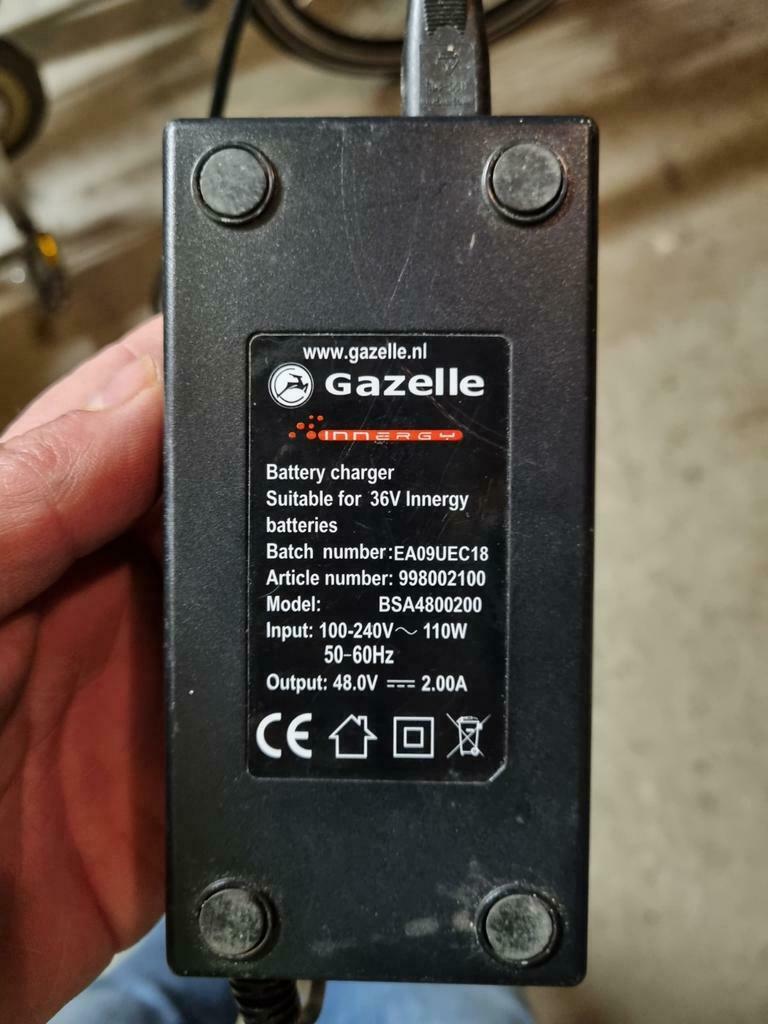 www.gazelle.nl
Gazelle
INNERGY
Battery charger
Suitable for 36V Innergy
batteries
Batch number:EA09UEC18
Article number: 998002100
Model: BSA4800200
Input: 100-240V～ 110W
50-60Hz
Output: 48.0V ⎓ 2.00A
CE